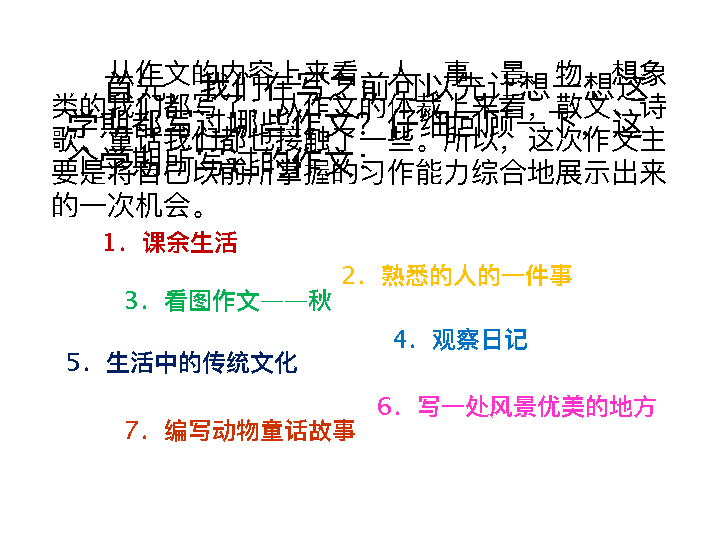 从作文的内容上来看，人、事、景、物、想象
类的我们都写了，从作文的体裁上来看，散文、诗
歌、童话我们都也接触了一些。所以，这次作文主
要是将自己以前所掌握的习作能力综合地展示出来
的一次机会。
首先，我们在写之前可以先让想一想这
学期都写过哪些作文？仔细回顾一下，这
个学期所写过的作文：
1．课余生活
2．熟悉的人的一件事
3．看图作文——秋
4．观察日记
5．生活中的传统文化
6．写一处风景优美的地方
7．编写动物童话故事